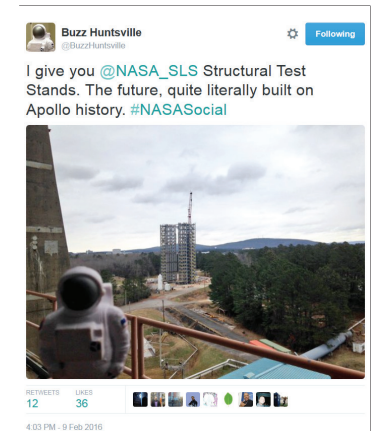 Buzz Huntsville
@BuzzHuntsville
Following
I give you @NASA_SLS Structural Test
Stands. The future, quite literally built on
Apollo history. #NASASocial
RETWEETS LIKES
12 36
4:03 PM - 9 Feb 2016